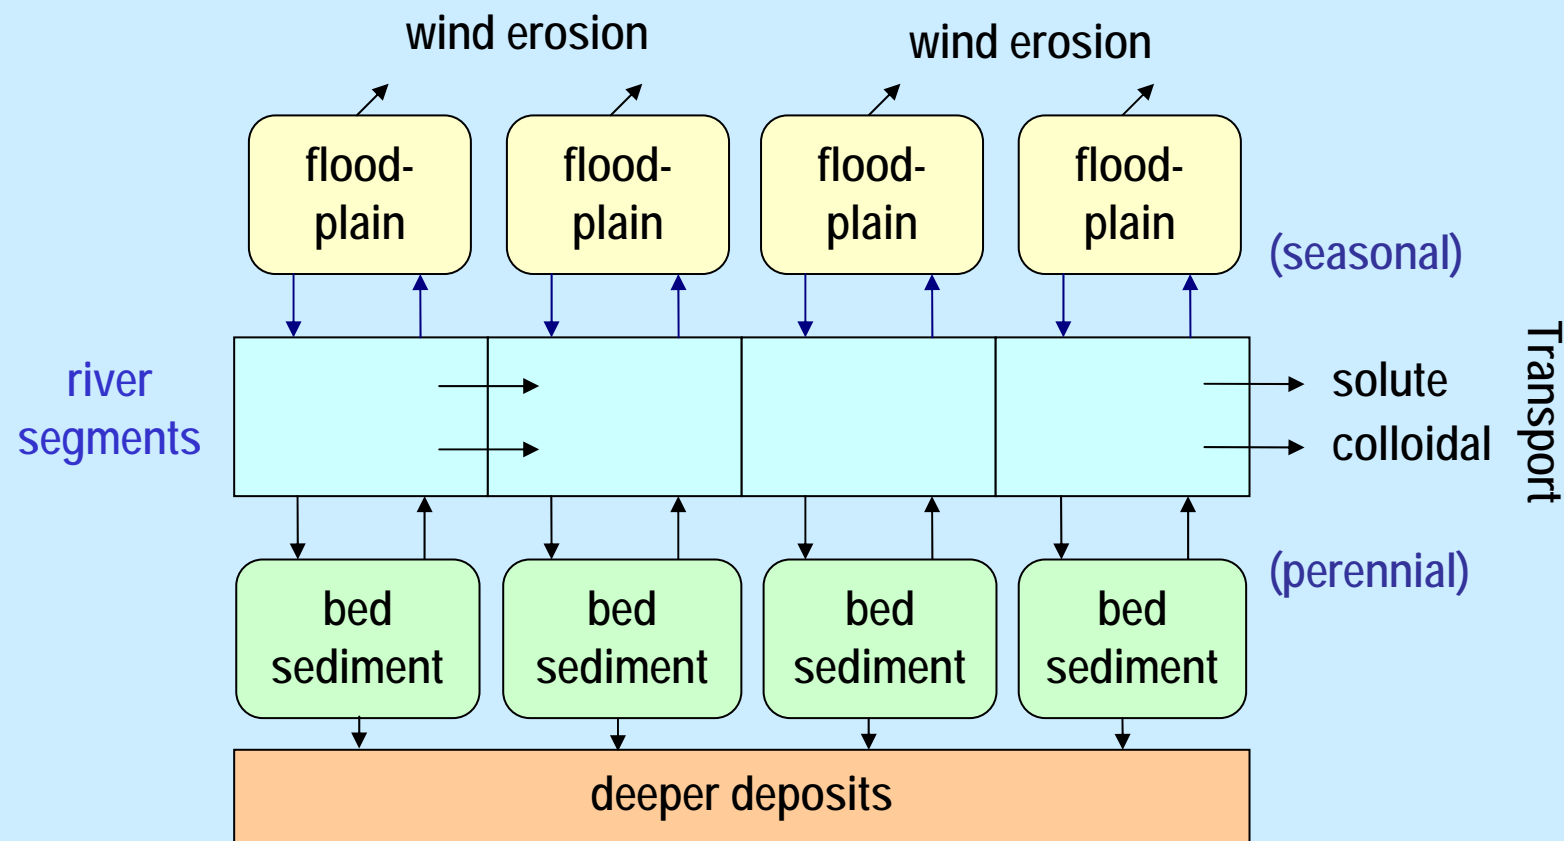 wind erosion
wind erosion
flood-
plain
flood-
plain
flood-
plain
flood-
plain
(seasonal)
river
segments
solute
colloidal
Transport
(perennial)
bed
sediment
bed
sediment
bed
sediment
bed
sediment
deeper deposits